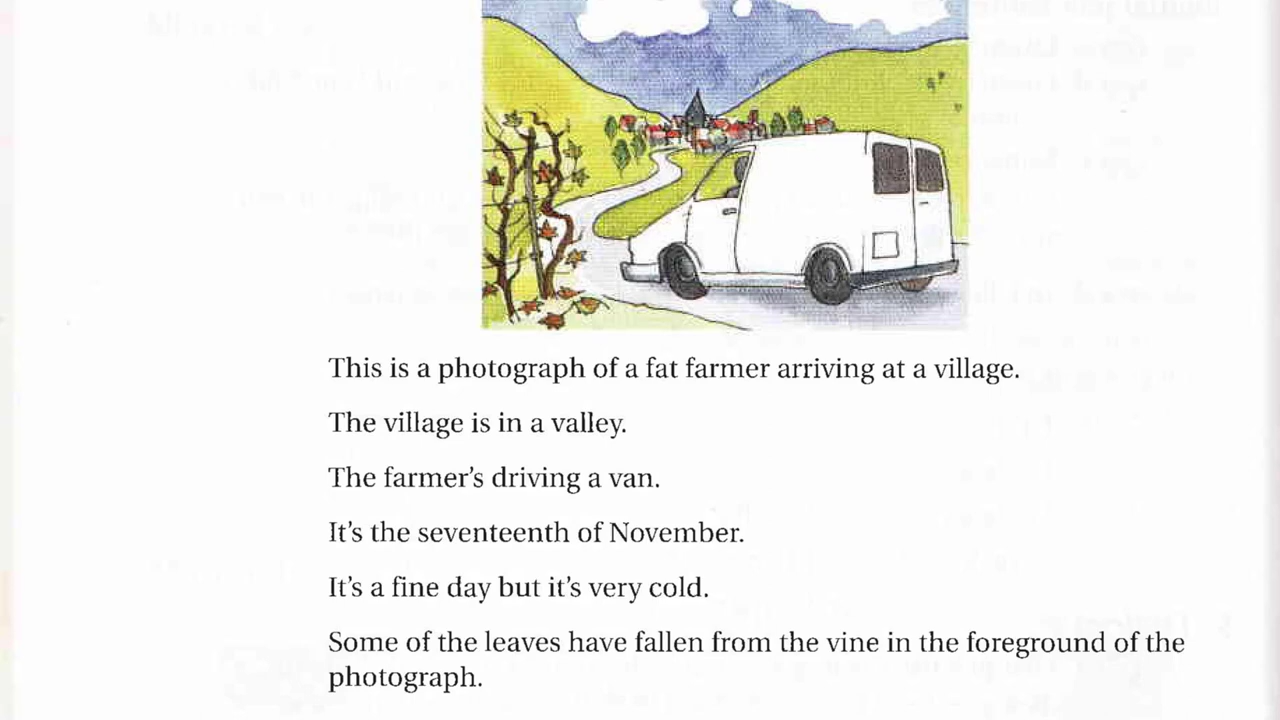 This is a photograph of a fat farmer arriving at a village.
The village is in a valley.
The farmer's driving a van.
It's the seventeenth of November.
It's a fine day but it's very cold.
Some of the leaves have fallen from the vine in the foreground of the
photograph.